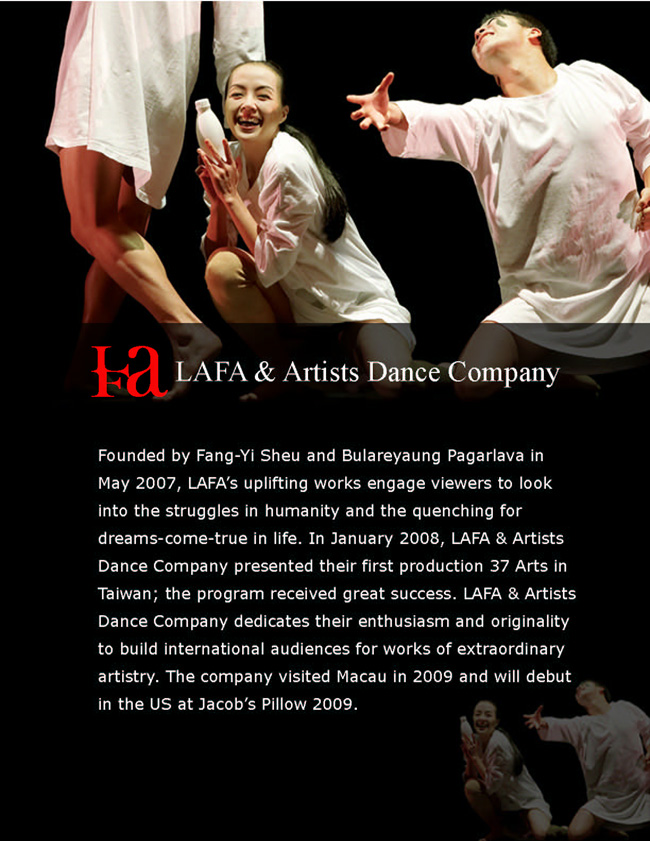 LAFA
LAFA & Artists Dance Company
Founded by Fang-Yi Sheu and Bulareyaung Pagarlava in
May 2007, LAFA’s uplifting works engage viewers to look
into the struggles in humanity and the quenching for
dreams-come-true in life. In January 2008, LAFA & Artists
Dance Company presented their first production 37 Arts in
Taiwan; the program received great success. LAFA & Artists
Dance Company dedicates their enthusiasm and originality
to build international audiences for works of extraordinary
artistry. The company visited Macau in 2009 and will debut
in the US at Jacob’s Pillow 2009.